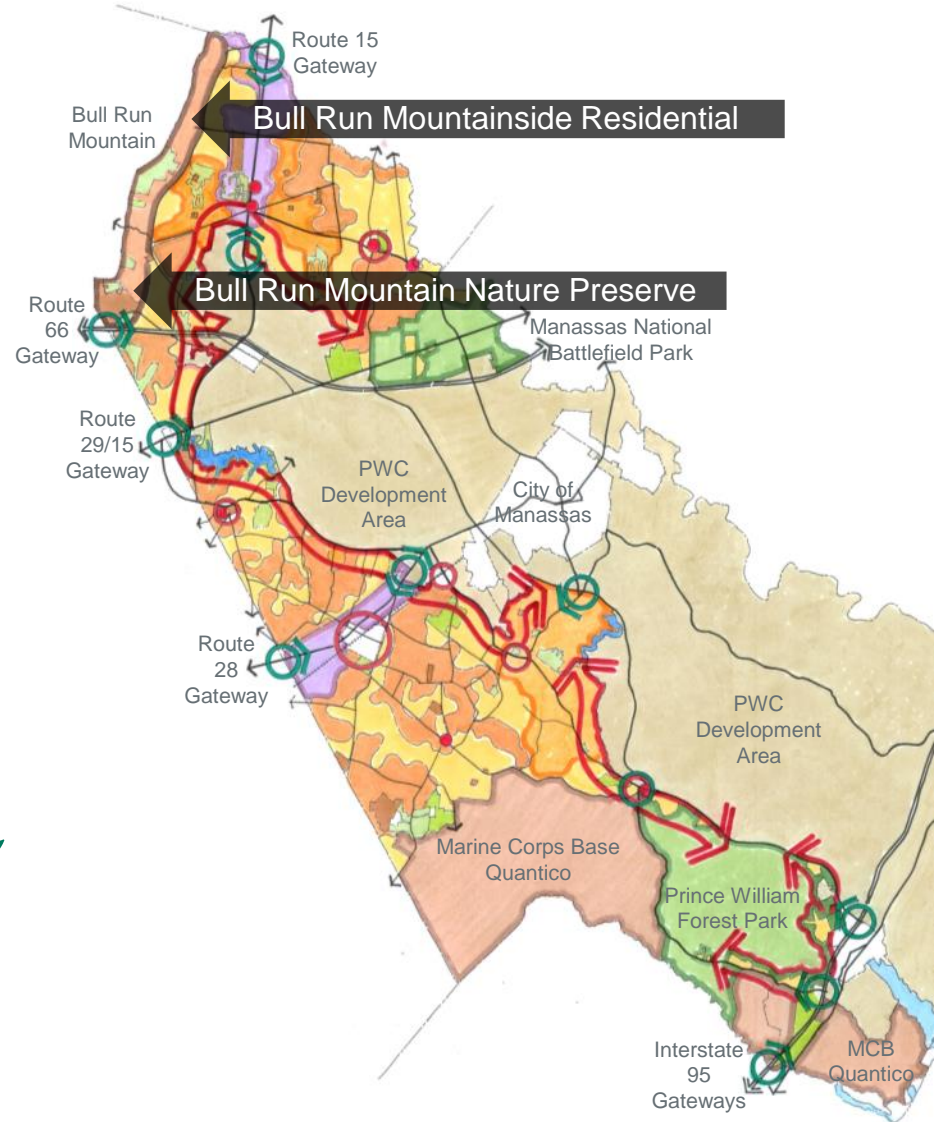 Route 15
Gateway
Bull Run
Mountain
Bull Run Mountainside Residential
Bull Run Mountain Nature Preserve
Route
66
Gateway
Manassas National
Battlefield Park
Route
29/15
Gateway
PWC
Development
Area
City of
Manassas
Route
28
Gateway
PWC
Development
Area
Marine Corps Base
Quantico
Prince William
Forest Park
Interstate
95
Gateways
MCB
Quantico